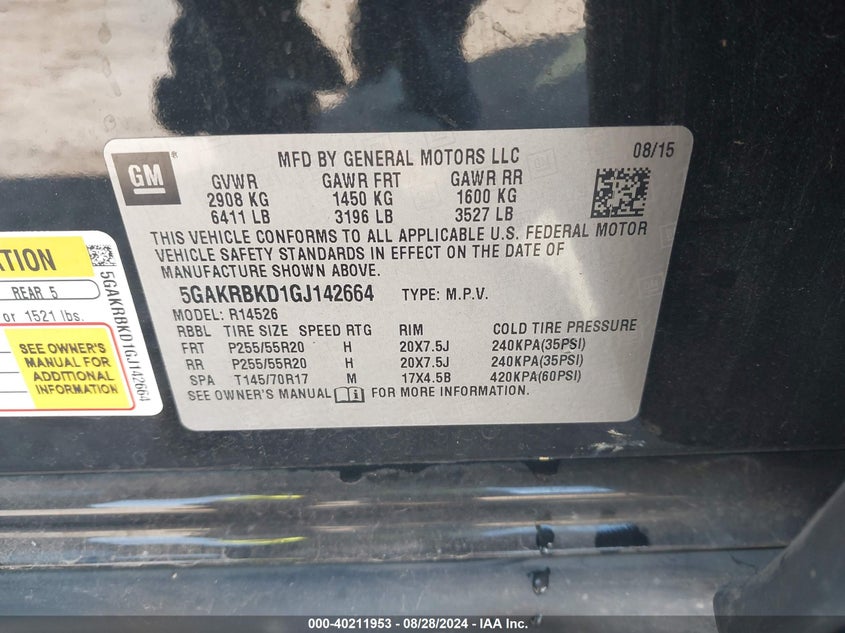 GM
MFD BY GENERAL MOTORS LLC 08/15
GVWR GAWR FRT GAWR RR
2908 KG 1450 KG 1600 KG
6411 LB 3196 LB 3527 LB
THIS VEHICLE CONFORMS TO ALL APPLICABLE U.S. FEDERAL MOTOR
VEHICLE SAFETY STANDARDS IN EFFECT ON THE DATE OF
MANUFACTURE SHOWN ABOVE.
5GAKRBKD1GJ142664 TYPE: M.P.V.
MODEL: R14526
RBBL TIRE SIZE SPEED RTG RIM COLD TIRE PRESSURE
FRT P255/55R20 H 20X7.5J 240KPA(35PSI)
RR P255/55R20 H 20X7.5J 240KPA(35PSI)
SPA T145/70R17 M 17X4.5B 420KPA(60PSI)
SEE OWNER'S MANUAL i FOR MORE INFORMATION.
REAR 5
or 1521 lbs.
SEE OWNER'S
MANUAL FOR
ADDITIONAL
INFORMATION
5GAKRBKD1GJ142664
000-40211953 - 08/28/2024 - IAA Inc.